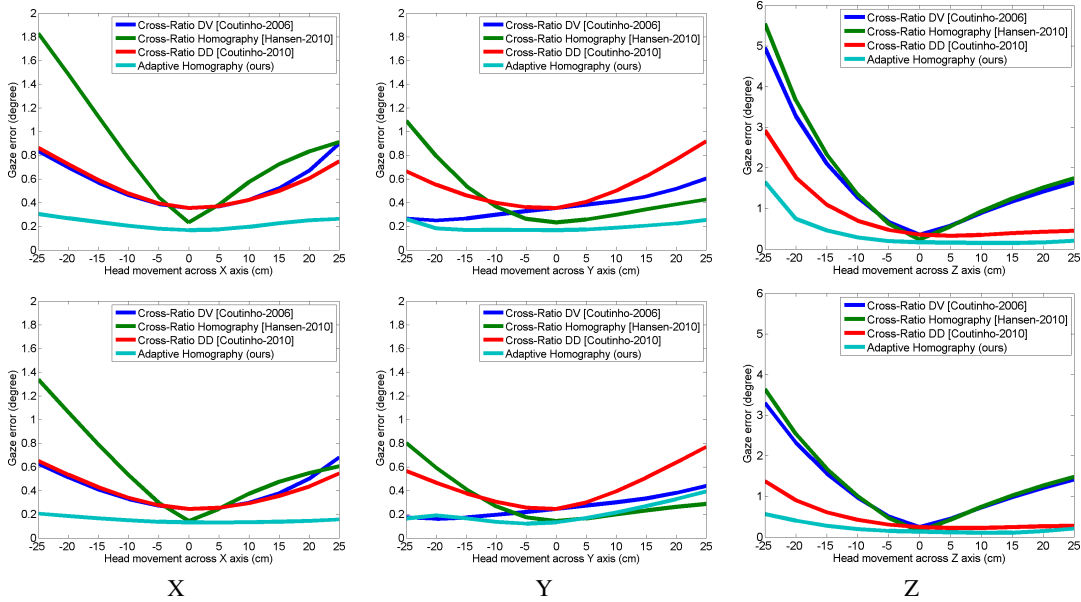 2
1.8
1.6
1.4
1.2
1
0.8
0.6
0.4
0.2
0
Gaze error (degree)
Cross-Ratio DV [Coutinho-2006]
Cross-Ratio Homography [Hansen-2010]
Cross-Ratio DD [Coutinho-2010]
Adaptive Homography (ours)
-25 -20 -15 -10 -5 0 5 10 15 20 25
Head movement across X axis (cm)
2
1.8
1.6
1.4
1.2
1
0.8
0.6
0.4
0.2
0
Gaze error (degree)
Cross-Ratio DV [Coutinho-2006]
Cross-Ratio Homography [Hansen-2010]
Cross-Ratio DD [Coutinho-2010]
Adaptive Homography (ours)
-25 -20 -15 -10 -5 0 5 10 15 20 25
Head movement across Y axis (cm)
6
5
4
3
2
1
0
Gaze error (degree)
Cross-Ratio DV [Coutinho-2006]
Cross-Ratio Homography [Hansen-2010]
Cross-Ratio DD [Coutinho-2010]
Adaptive Homography (ours)
-25 -20 -15 -10 -5 0 5 10 15 20 25
Head movement across Z axis (cm)
2
1.8
1.6
1.4
1.2
1
0.8
0.6
0.4
0.2
0
Gaze error (degree)
Cross-Ratio DV [Coutinho-2006]
Cross-Ratio Homography [Hansen-2010]
Cross-Ratio DD [Coutinho-2010]
Adaptive Homography (ours)
-25 -20 -15 -10 -5 0 5 10 15 20 25
Head movement across X axis (cm)
2
1.8
1.6
1.4
1.2
1
0.8
0.6
0.4
0.2
0
Gaze error (degree)
Cross-Ratio DV [Coutinho-2006]
Cross-Ratio Homography [Hansen-2010]
Cross-Ratio DD [Coutinho-2010]
Adaptive Homography (ours)
-25 -20 -15 -10 -5 0 5 10 15 20 25
Head movement across Y axis (cm)
6
5
4
3
2
1
0
Gaze error (degree)
Cross-Ratio DV [Coutinho-2006]
Cross-Ratio Homography [Hansen-2010]
Cross-Ratio DD [Coutinho-2010]
Adaptive Homography (ours)
-25 -20 -15 -10 -5 0 5 10 15 20 25
Head movement across Z axis (cm)
X Y Z